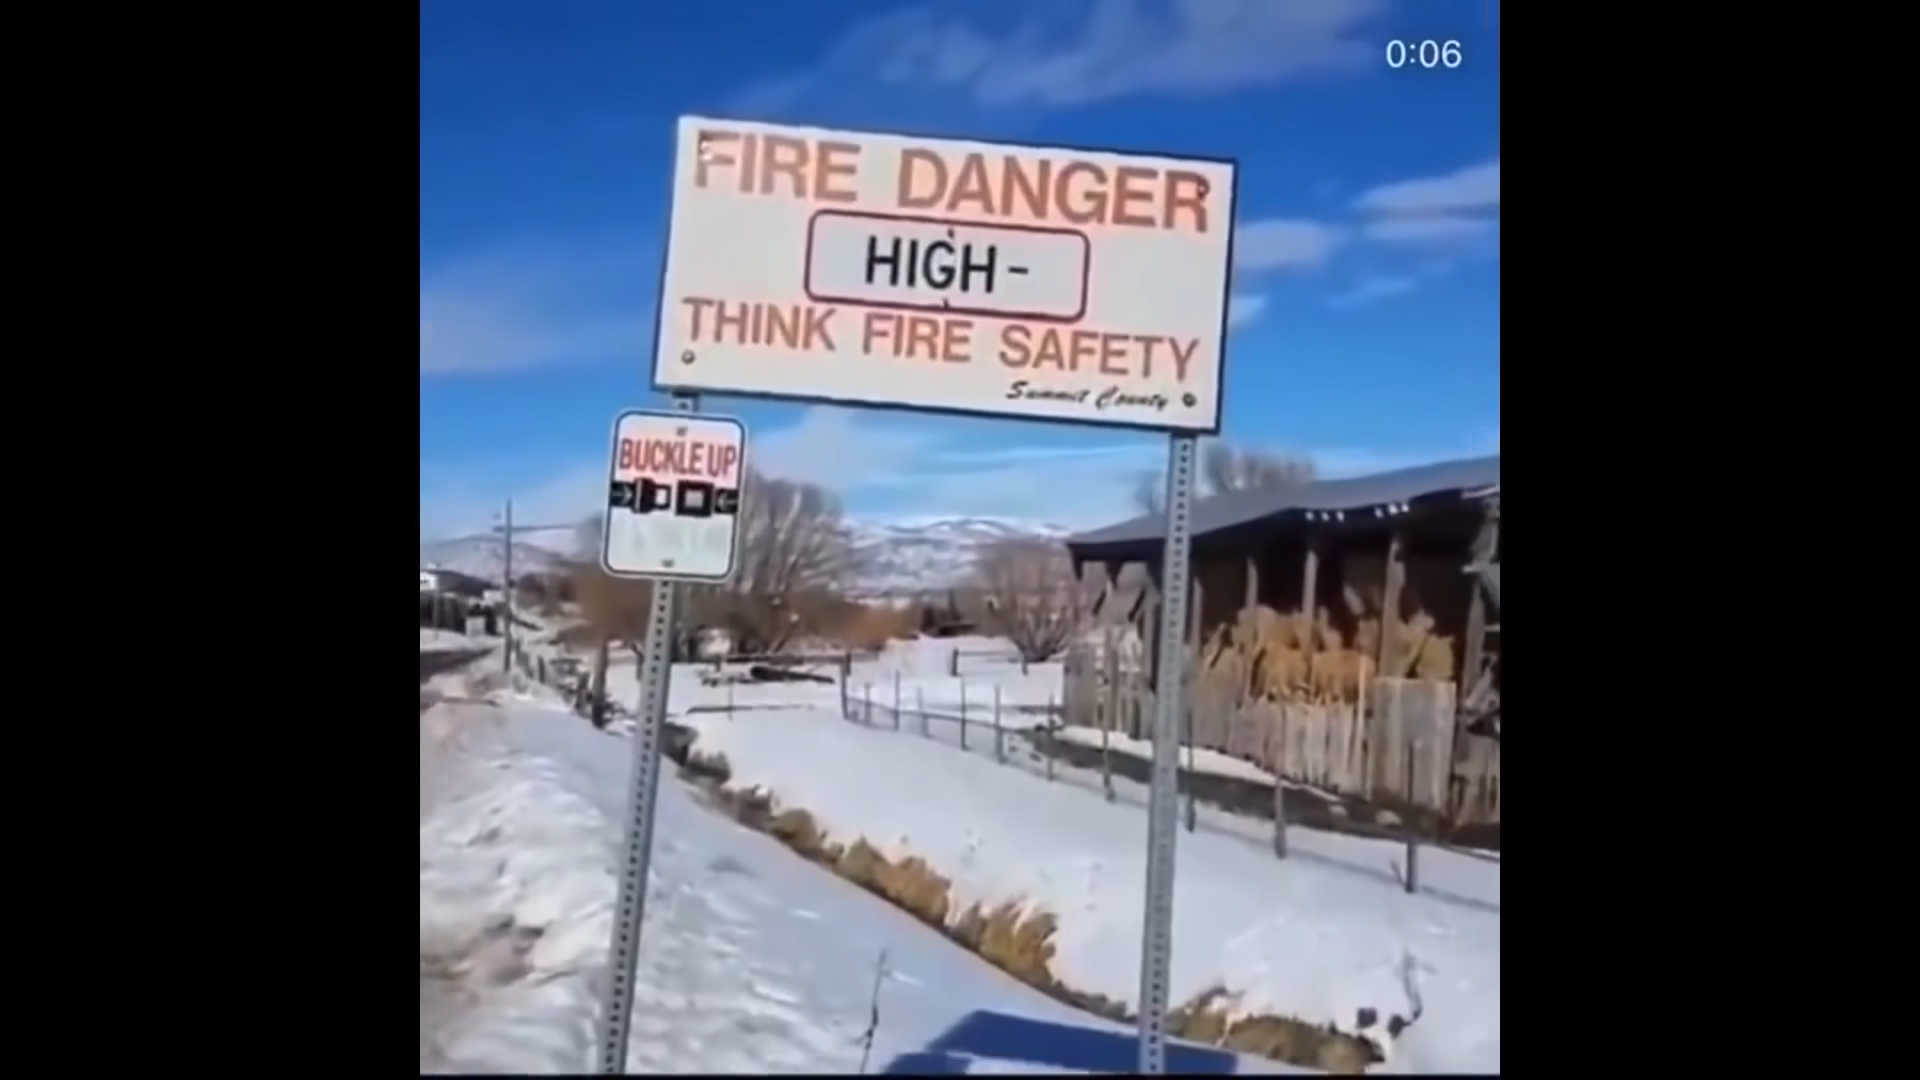 0:06
FIRE DANGER
HIGH-
THINK FIRE SAFETY
Summit County
BUCKLE UP